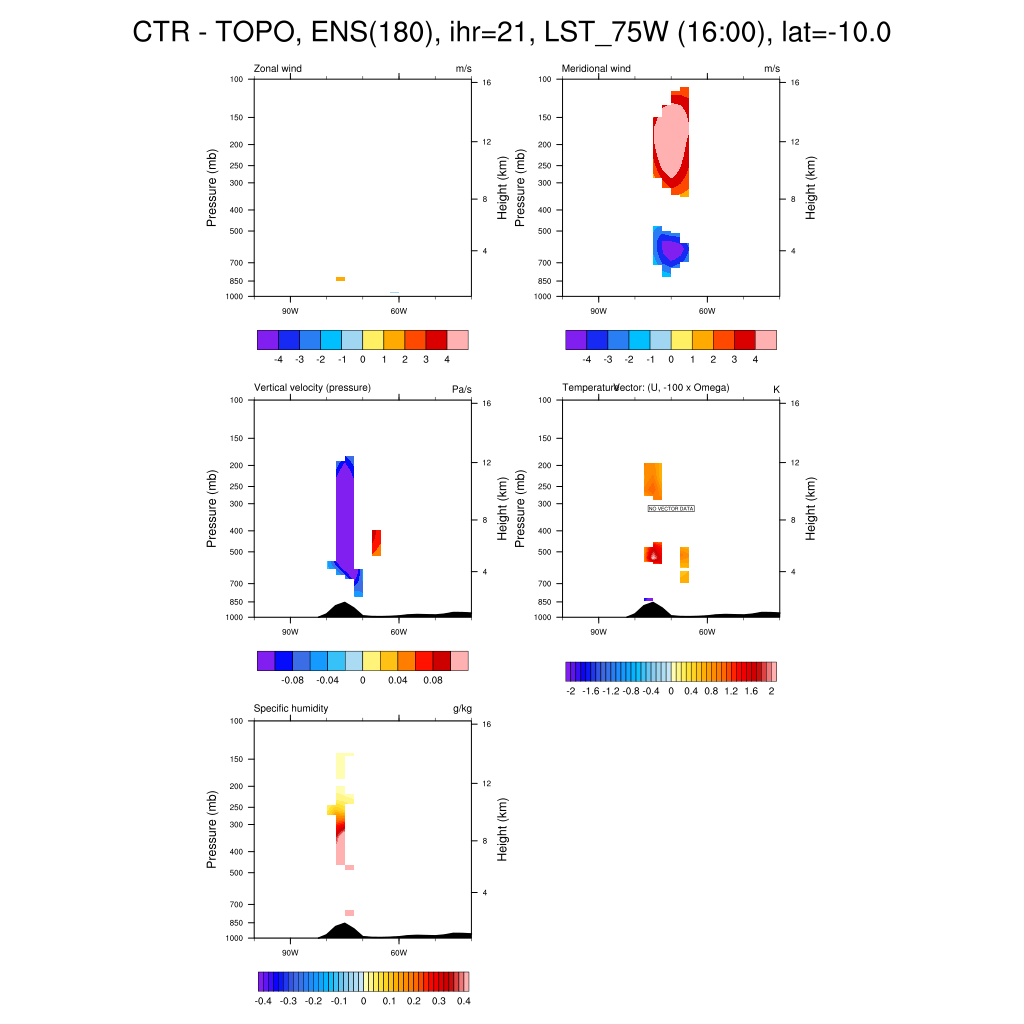 CTR - TOPO, ENS(180), ihr=21, LST_75W (16:00), lat=-10.0
Zonal wind m/s
100
150
200
250
300
400
500
700
850
1000
Pressure (mb)
16
12
8
4
Height (km)
90W 60W
-4 -3 -2 -1 0 1 2 3 4
Meridional wind m/s
100
150
200
250
300
400
500
700
850
1000
Pressure (mb)
16
12
8
4
Height (km)
90W 60W
-4 -3 -2 -1 0 1 2 3 4
Vertical velocity (pressure) Pa/s
100
150
200
250
300
400
500
700
850
1000
Pressure (mb)
16
12
8
4
Height (km)
90W 60W
-0.08 -0.04 0 0.04 0.08
Temperature Vector: (U, -100 x Omega) K
100
150
200
250
300
400
500
700
850
1000
Pressure (mb)
16
12
8
4
Height (km)
NO VECTOR DATA
90W 60W
-2 -1.6 -1.2 -0.8 -0.4 0 0.4 0.8 1.2 1.6 2
Specific humidity g/kg
100
150
200
250
300
400
500
700
850
1000
Pressure (mb)
16
12
8
4
Height (km)
90W 60W
-0.4 -0.3 -0.2 -0.1 0 0.1 0.2 0.3 0.4